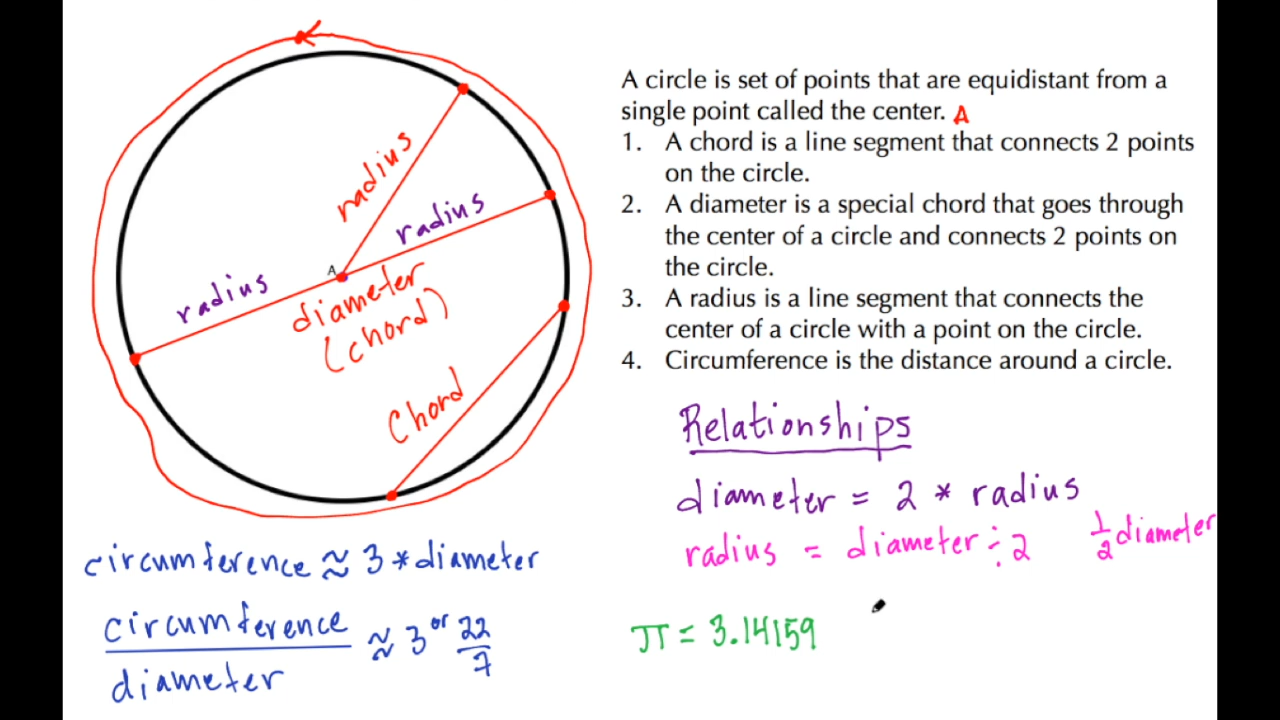 radius
radius
A
radius
diameter
(chord)
Chord
A circle is set of points that are equidistant from a
single point called the center. A
1. A chord is a line segment that connects 2 points
on the circle.
2. A diameter is a special chord that goes through
the center of a circle and connects 2 points on
the circle.
3. A radius is a line segment that connects the
center of a circle with a point on the circle.
4. Circumference is the distance around a circle.
Relationships
diameter = 2 * radius
radius = diameter ÷ 2 1/2 diameter
π = 3.14159
circumference ≈ 3 * diameter
circumference/diameter ≈ 3 or 22/7